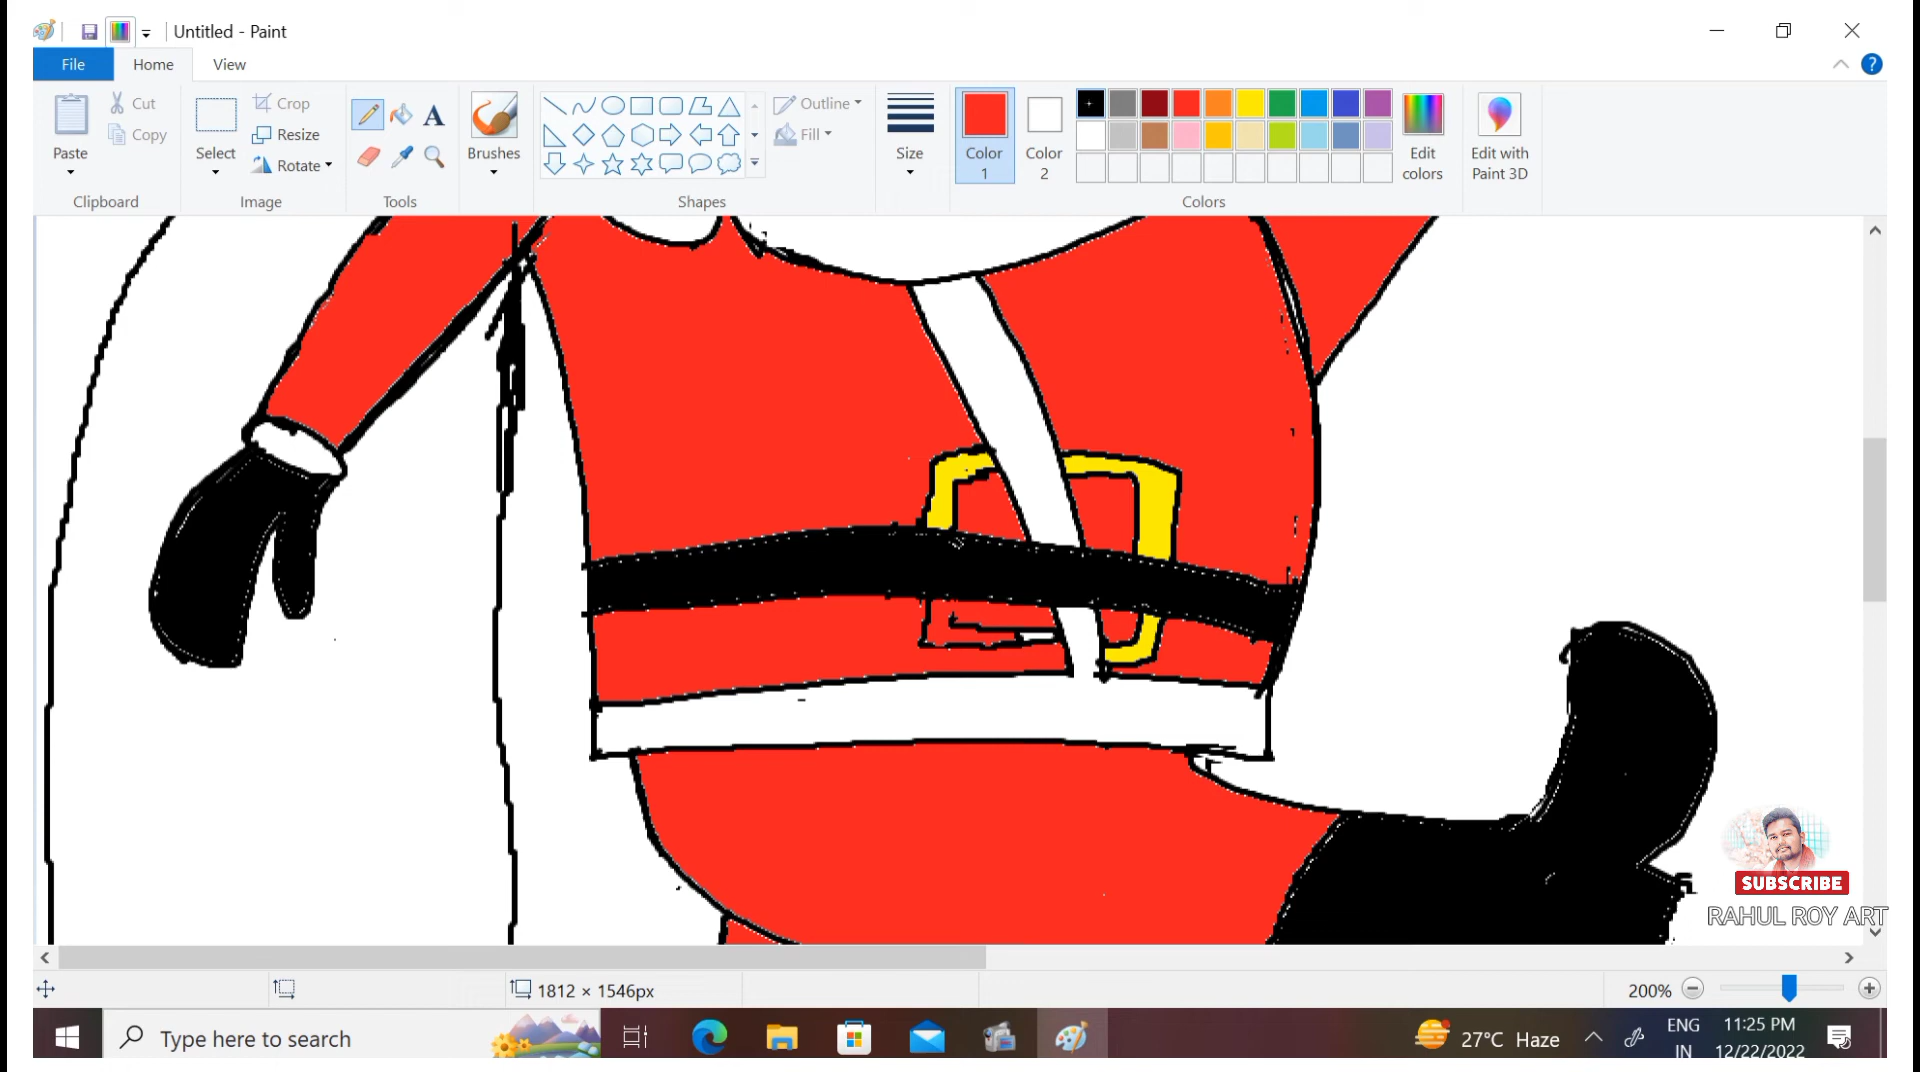 Untitled - Paint
File Home View
Paste
Cut
Copy
Clipboard
Select
Crop
Resize
Rotate
Image
Tools
Brushes
Shapes
Outline
Fill
Size
Color 1
Color 2
Colors
Edit colors
Edit with Paint 3D
SUBSCRIBE
RAHUL ROY ART
1812 × 1546px
200%
Type here to search
27°C Haze
ENG
IN
11:25 PM
12/22/2022